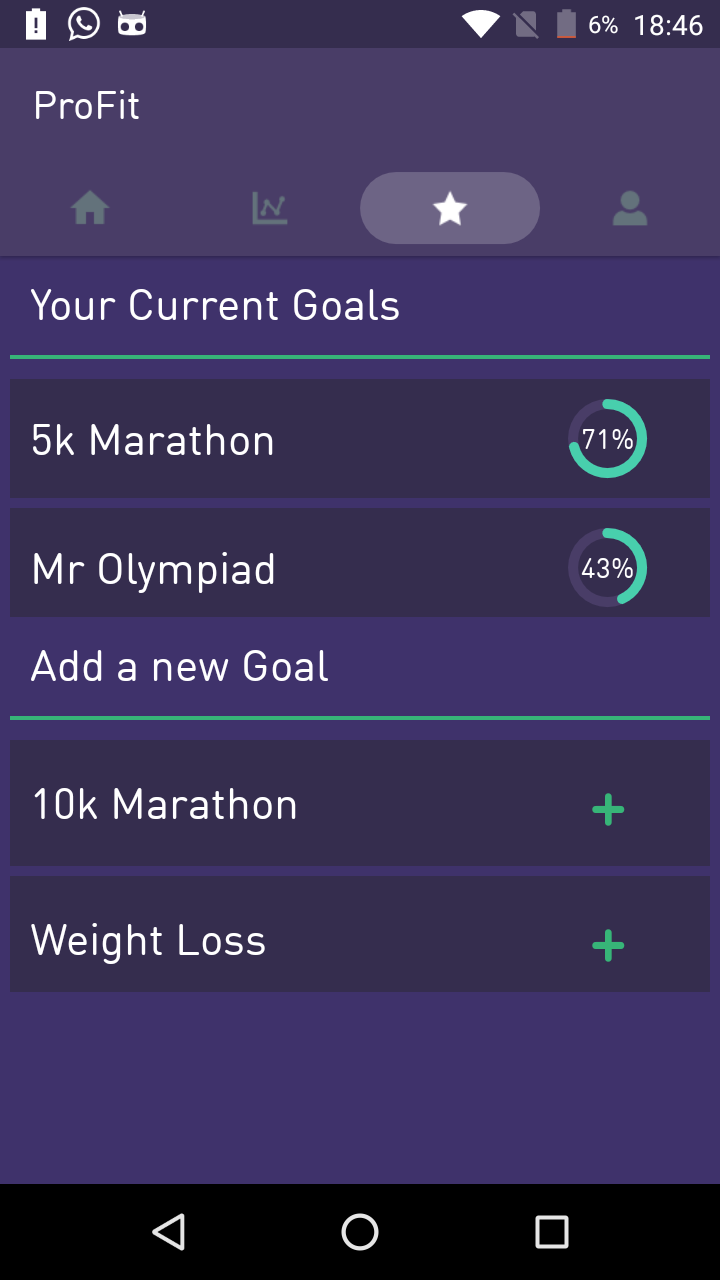 6% 18:46
ProFit
Your Current Goals
5k Marathon 71%
Mr Olympiad 43%
Add a new Goal
10k Marathon
Weight Loss